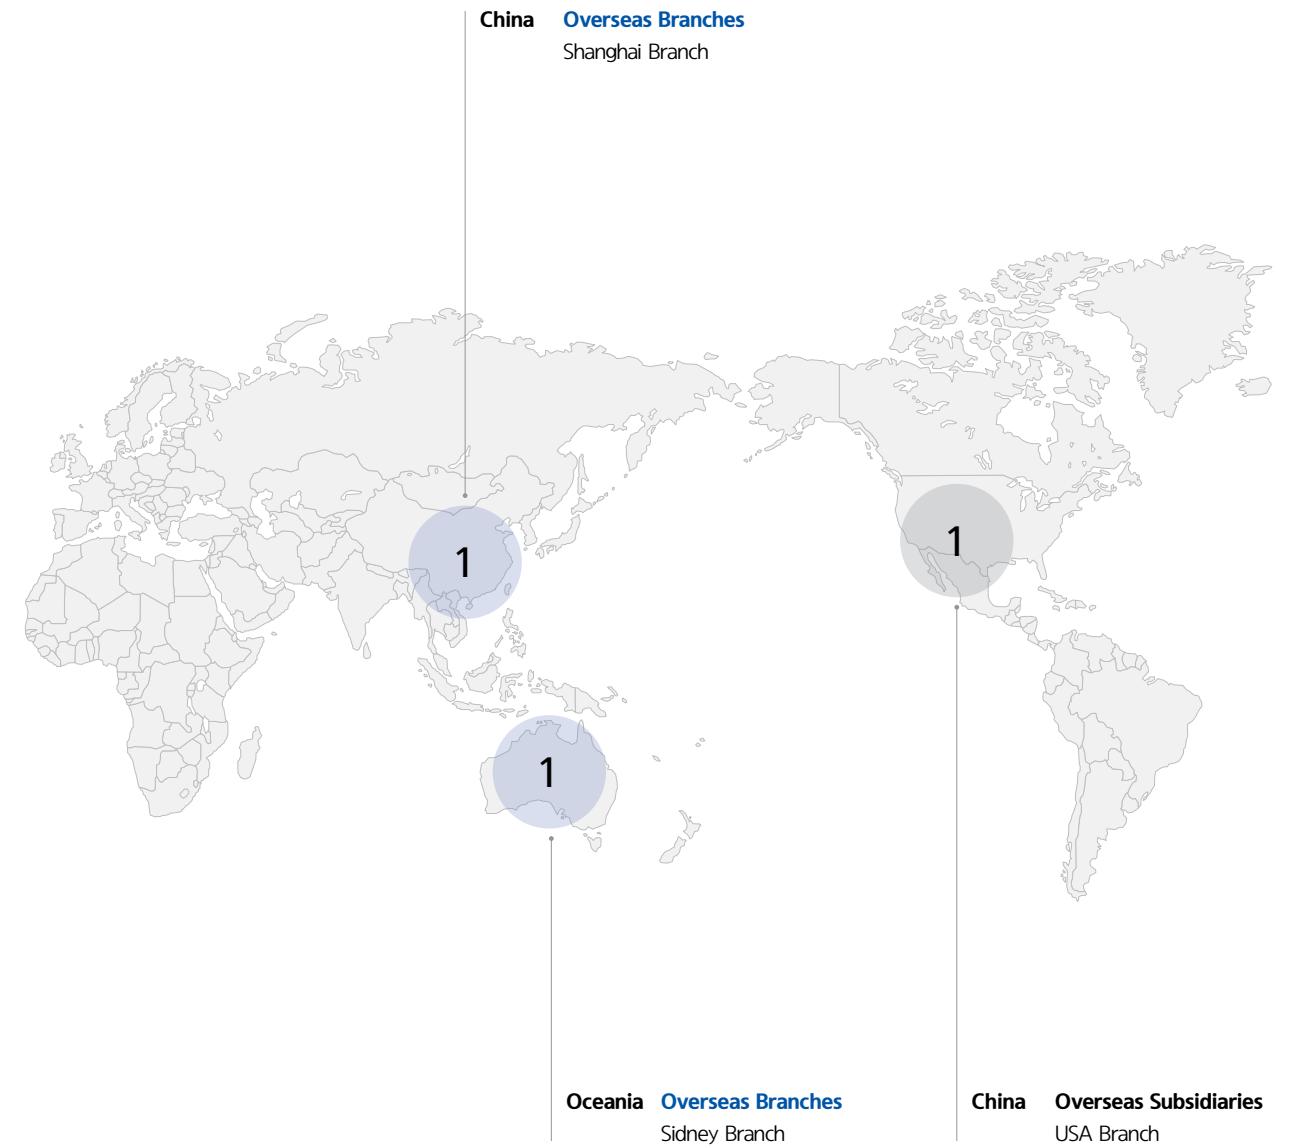 China Overseas Branches
Shanghai Branch
1
1
1
Oceania Overseas Branches
Sidney Branch
China Overseas Subsidiaries
USA Branch